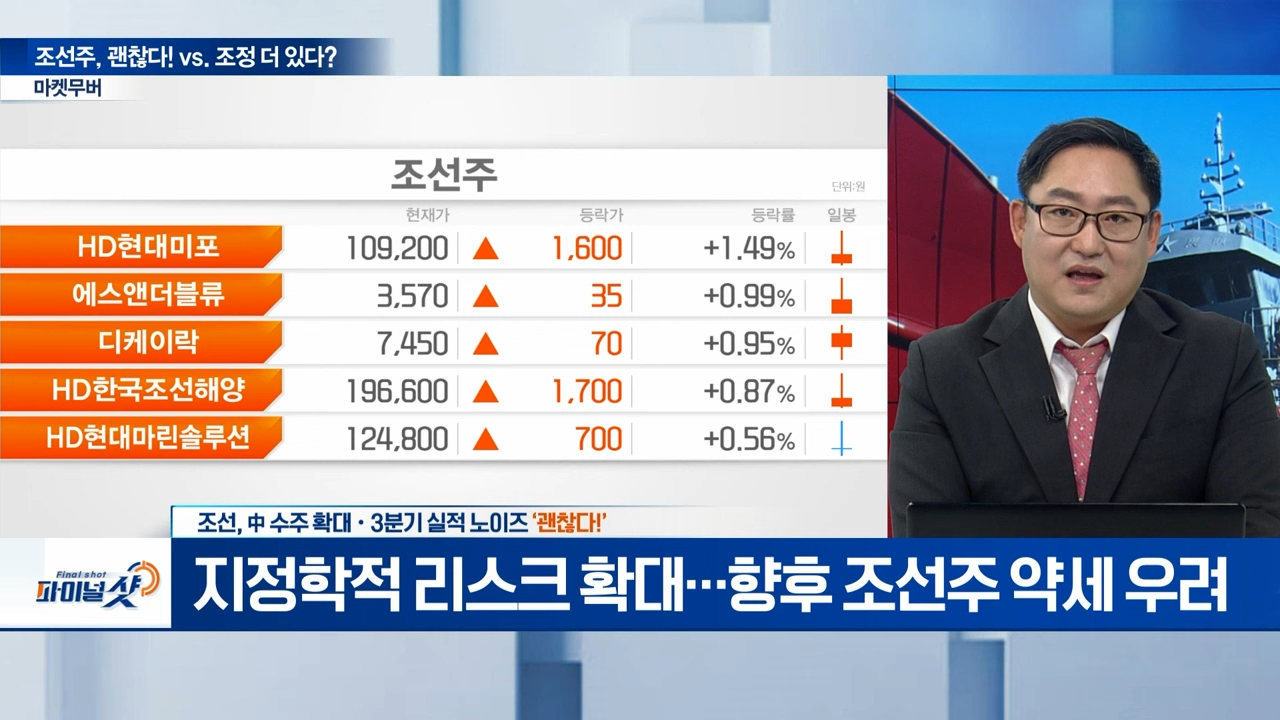 조선주, 괜찮다! vs. 조정 더 있다?
마켓무버
조선주
단위:원
현재가 등락가 등락률 일봉
HD현대미포 109,200 ▲ 1,600 +1.49%
에스앤더블류 3,570 ▲ 35 +0.99%
디케이락 7,450 ▲ 70 +0.95%
HD한국조선해양 196,600 ▲ 1,700 +0.87%
HD현대마린솔루션 124,800 ▲ 700 +0.56%
조선, 中 수주 확대·3분기 실적 노이즈 '괜찮다!'
Final shot
파이널샷
지정학적 리스크 확대…향후 조선주 약세 우려